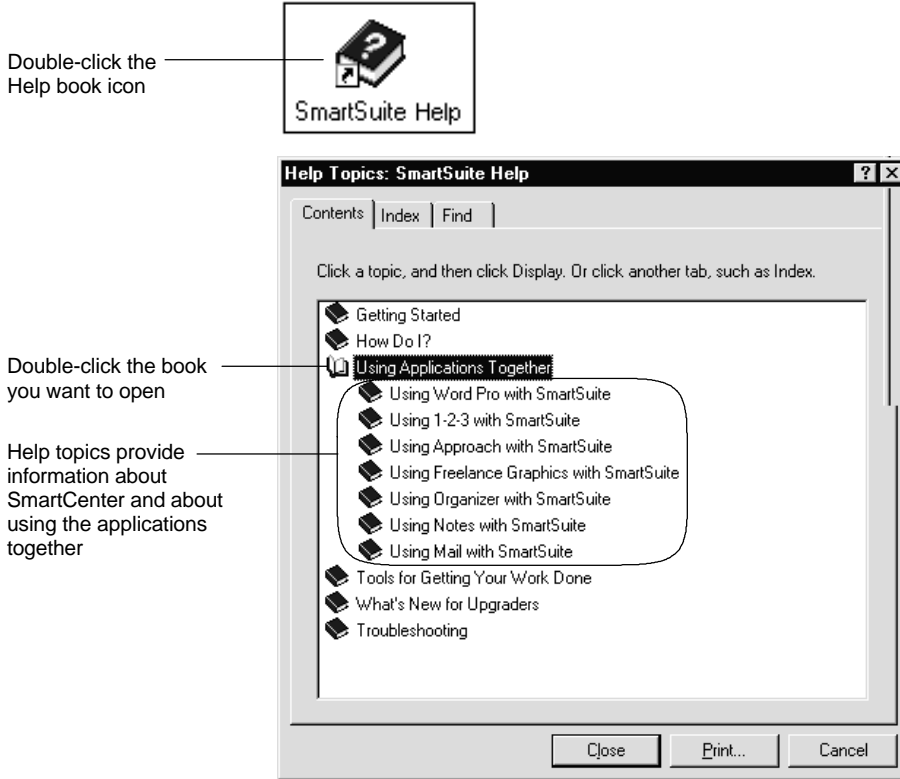 Double-click the
Help book icon
SmartSuite Help
Help Topics: SmartSuite Help
Contents Index Find
Click a topic, and then click Display. Or click another tab, such as Index.
Getting Started
How Do I?
Double-click the book
you want to open
Using Applications Together
Using Word Pro with SmartSuite
Using 1-2-3 with SmartSuite
Help topics provide
information about
SmartCenter and about
using the applications
together
Using Approach with SmartSuite
Using Freelance Graphics with SmartSuite
Using Organizer with SmartSuite
Using Notes with SmartSuite
Using Mail with SmartSuite
Tools for Getting Your Work Done
What's New for Upgraders
Troubleshooting
Close Print... Cancel